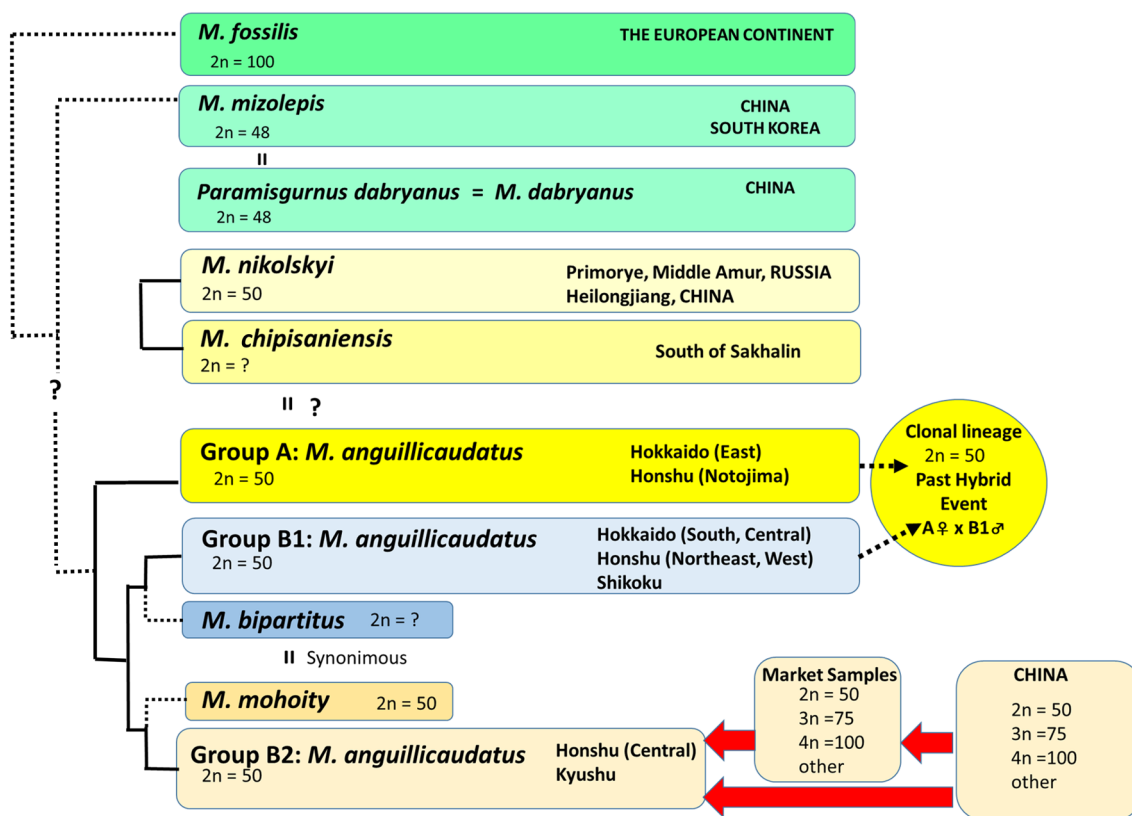 M. fossilis
THE EUROPEAN CONTINENT
2n = 100
M. mizolepis
CHINA
SOUTH KOREA
2n = 48
=
Paramisgurnus dabryanus = M. dabryanus
CHINA
2n = 48
M. nikolskyi
Primorye, Middle Amur, RUSSIA
2n = 50
Heilongjiang, CHINA
M. chipisaniensis
South of Sakhalin
2n = ?
?
= ?
Group A: M. anguillicaudatus
Hokkaido (East)
2n = 50
Honshu (Notojima)
Clonal lineage
2n = 50
Past Hybrid
Event
A♀ x B1♂
Group B1: M. anguillicaudatus
Hokkaido (South, Central)
2n = 50
Honshu (Northeast, West)
Shikoku
M. bipartitus 2n = ?
= Synonimous
M. mohoity 2n = 50
Group B2: M. anguillicaudatus
Honshu (Central)
2n = 50
Kyushu
Market Samples
2n = 50
3n =75
4n =100
other
CHINA
2n = 50
3n =75
4n =100
other